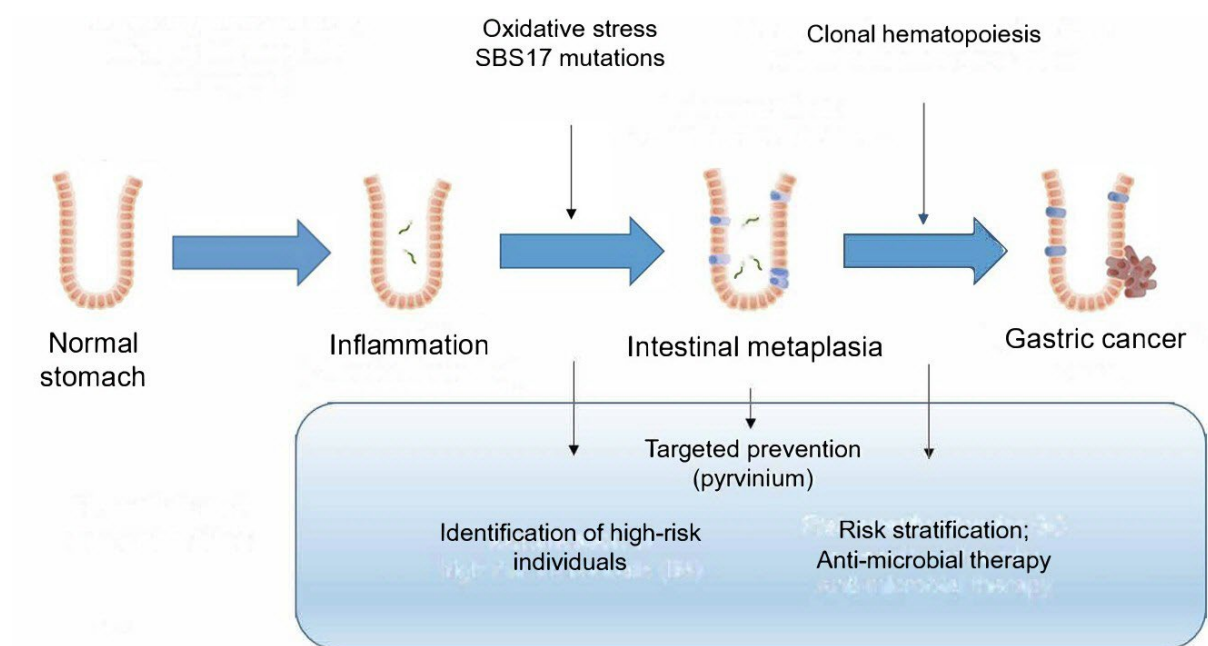 Oxidative stress
SBS17 mutations
Clonal hematopoiesis
Normal
stomach
Inflammation
Intestinal metaplasia
Gastric cancer
Targeted prevention
(pyrvinium)
Identification of high-risk
individuals
Risk stratification;
Anti-microbial therapy